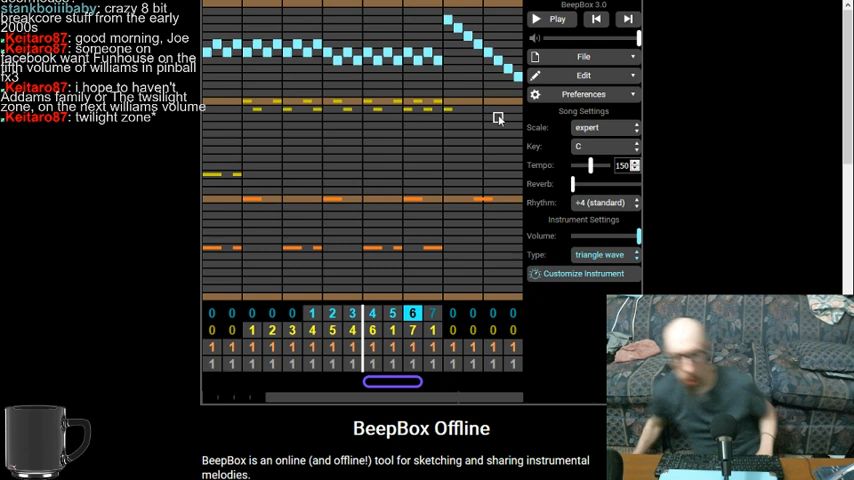 stankboiiibaby: crazy 8 bit
breakcore stuff from the early
2000s
Keitaro87: good morning, Joe
Keitaro87: someone on
facebook want Funhouse on the
fifth volume of williams in pinball
fx3
Keitaro87: i hope to haven't
Addams family or The twsilight
zone, on the next williams volume
Keitaro87: twilight zone*
BeepBox 3.0
Play
File
Edit
Preferences
Song Settings
Scale: expert
Key: C
Tempo: 150
Reverb:
Rhythm: ÷4 (standard)
Instrument Settings
Volume:
Type: triangle wave
Customize Instrument
0 0 0 0 0 1 2 3 4 5 6 7 0 0 0 0
0 0 1 2 3 4 5 4 6 1 7 1 0 0 0 0
1 1 1 1 1 1 1 1 1 1 1 1 1 1 1 1
1 1 1 1 1 1 1 1 1 1 1 1 1 1 1 1
BeepBox Offline
BeepBox is an online (and offline!) tool for sketching and sharing instrumental
melodies.